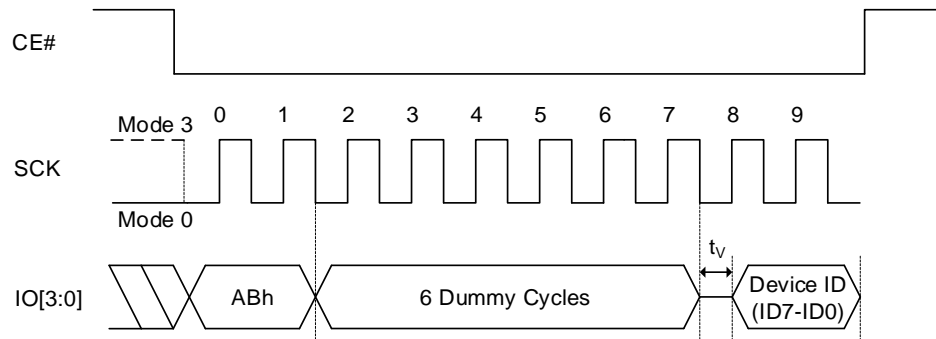 CE#
0 1 2 3 4 5 6 7 8 9
Mode 3
SCK
Mode 0
tV
IO[3:0] ABh 6 Dummy Cycles Device ID
(ID7-ID0)